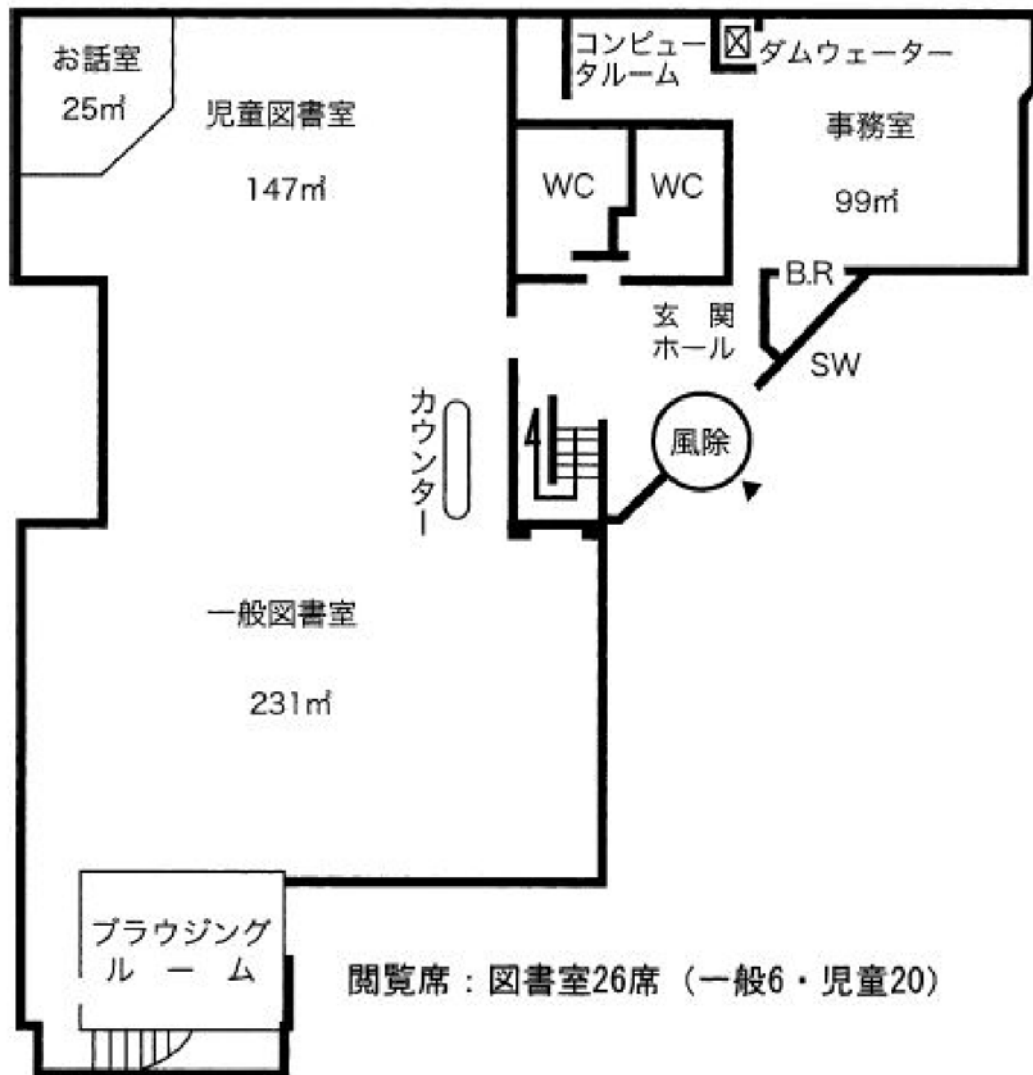 お話室
25㎡
児童図書室
147㎡
コンピュー
タルーム
ダムウェーター
事務室
99㎡
WC
WC
B.R
玄 関
ホール
SW
カウンター
風除
一般図書室
231㎡
ブラウジング
ル ー ム
閲覧席：図書室26席（一般6・児童20）